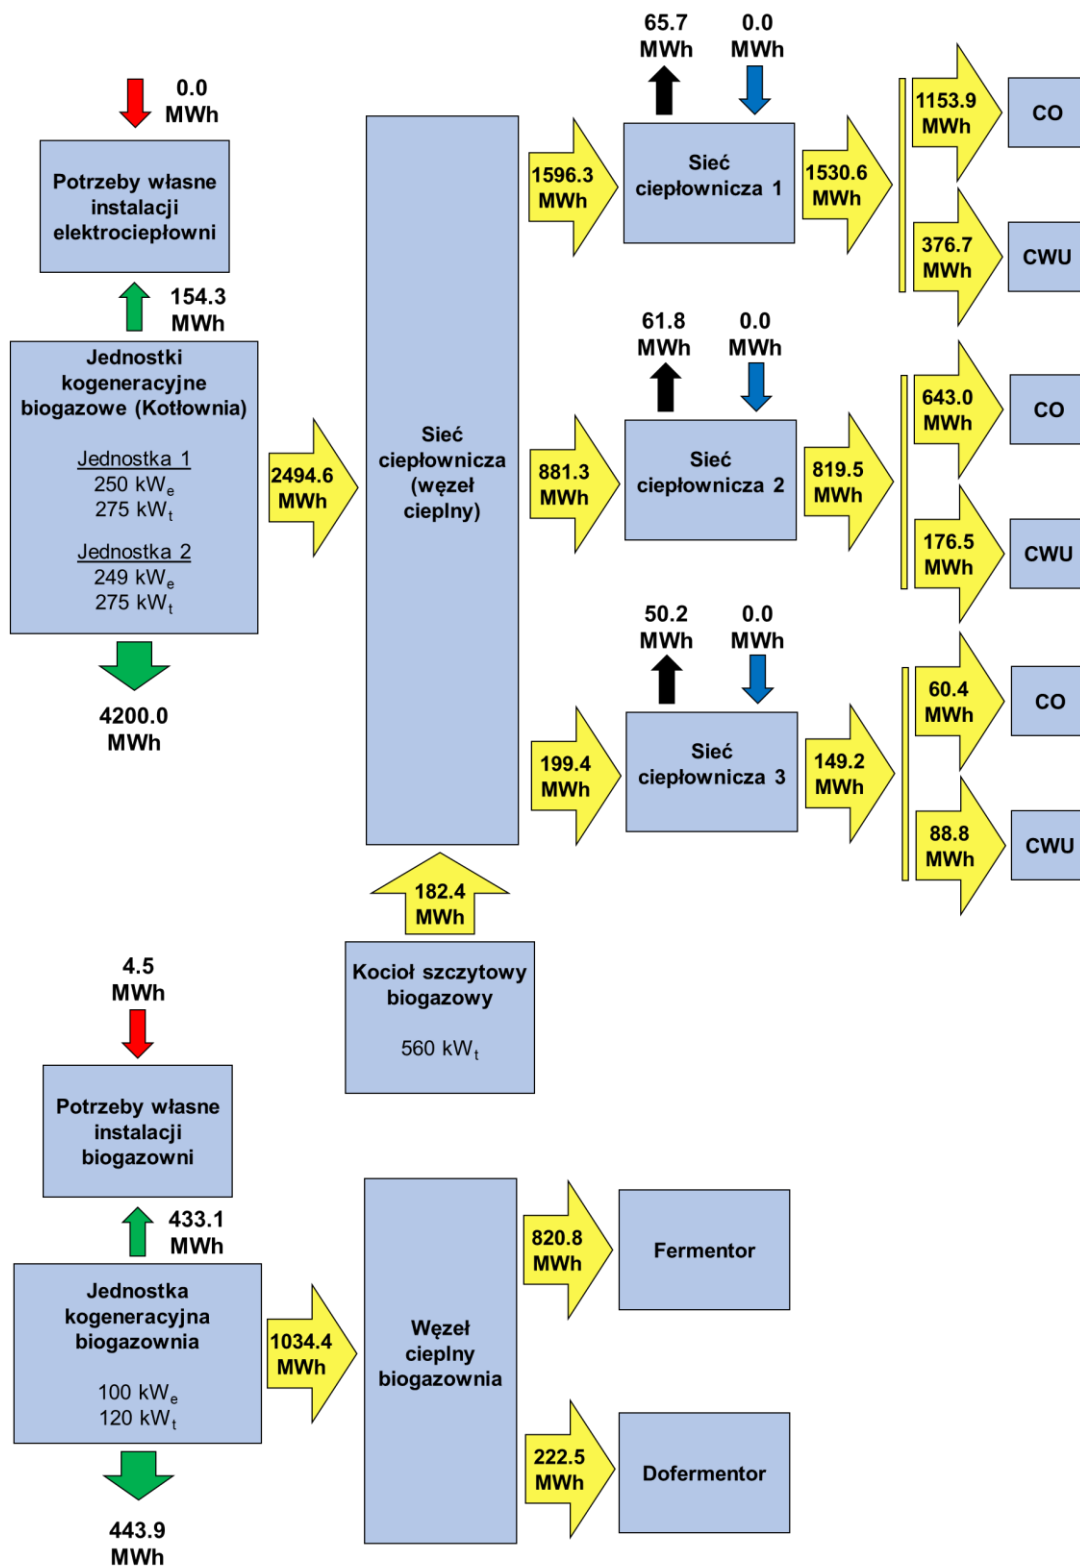 65.7
MWh
0.0
MWh
0.0
MWh
1153.9
MWh
CO
Potrzeby własne
instalacji
elektrociepłowni
1596.3
MWh
Sieć
ciepłownicza 1
1530.6
MWh
376.7
MWh
CWU
154.3
MWh
Jednostki
kogeneracyjne
biogazowe (Kotłownia)
Jednostka 1
250 kWe
275 kWt
Jednostka 2
249 kWe
275 kWt
2494.6
MWh
Sieć
ciepłownicza
(węzeł
cieplny)
61.8
MWh
0.0
MWh
643.0
MWh
CO
881.3
MWh
Sieć
ciepłownicza 2
819.5
MWh
176.5
MWh
CWU
4200.0
MWh
50.2
MWh
0.0
MWh
60.4
MWh
CO
199.4
MWh
Sieć
ciepłownicza 3
149.2
MWh
88.8
MWh
CWU
182.4
MWh
Kocioł szczytowy
biogazowy
560 kWt
4.5
MWh
Potrzeby własne
instalacji
biogazowni
433.1
MWh
Jednostka
kogeneracyjna
biogazownia
100 kWe
120 kWt
1034.4
MWh
Węzeł
cieplny
biogazownia
820.8
MWh
Fermentor
222.5
MWh
Dofermentor
443.9
MWh